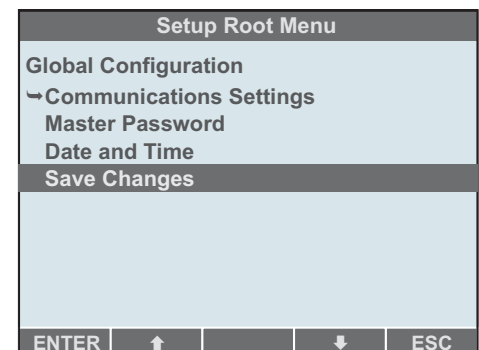 Setup Root Menu
Global Configuration
➥Communications Settings
Master Password
Date and Time
Save Changes
ENTER ⬆ ⬇ ESC